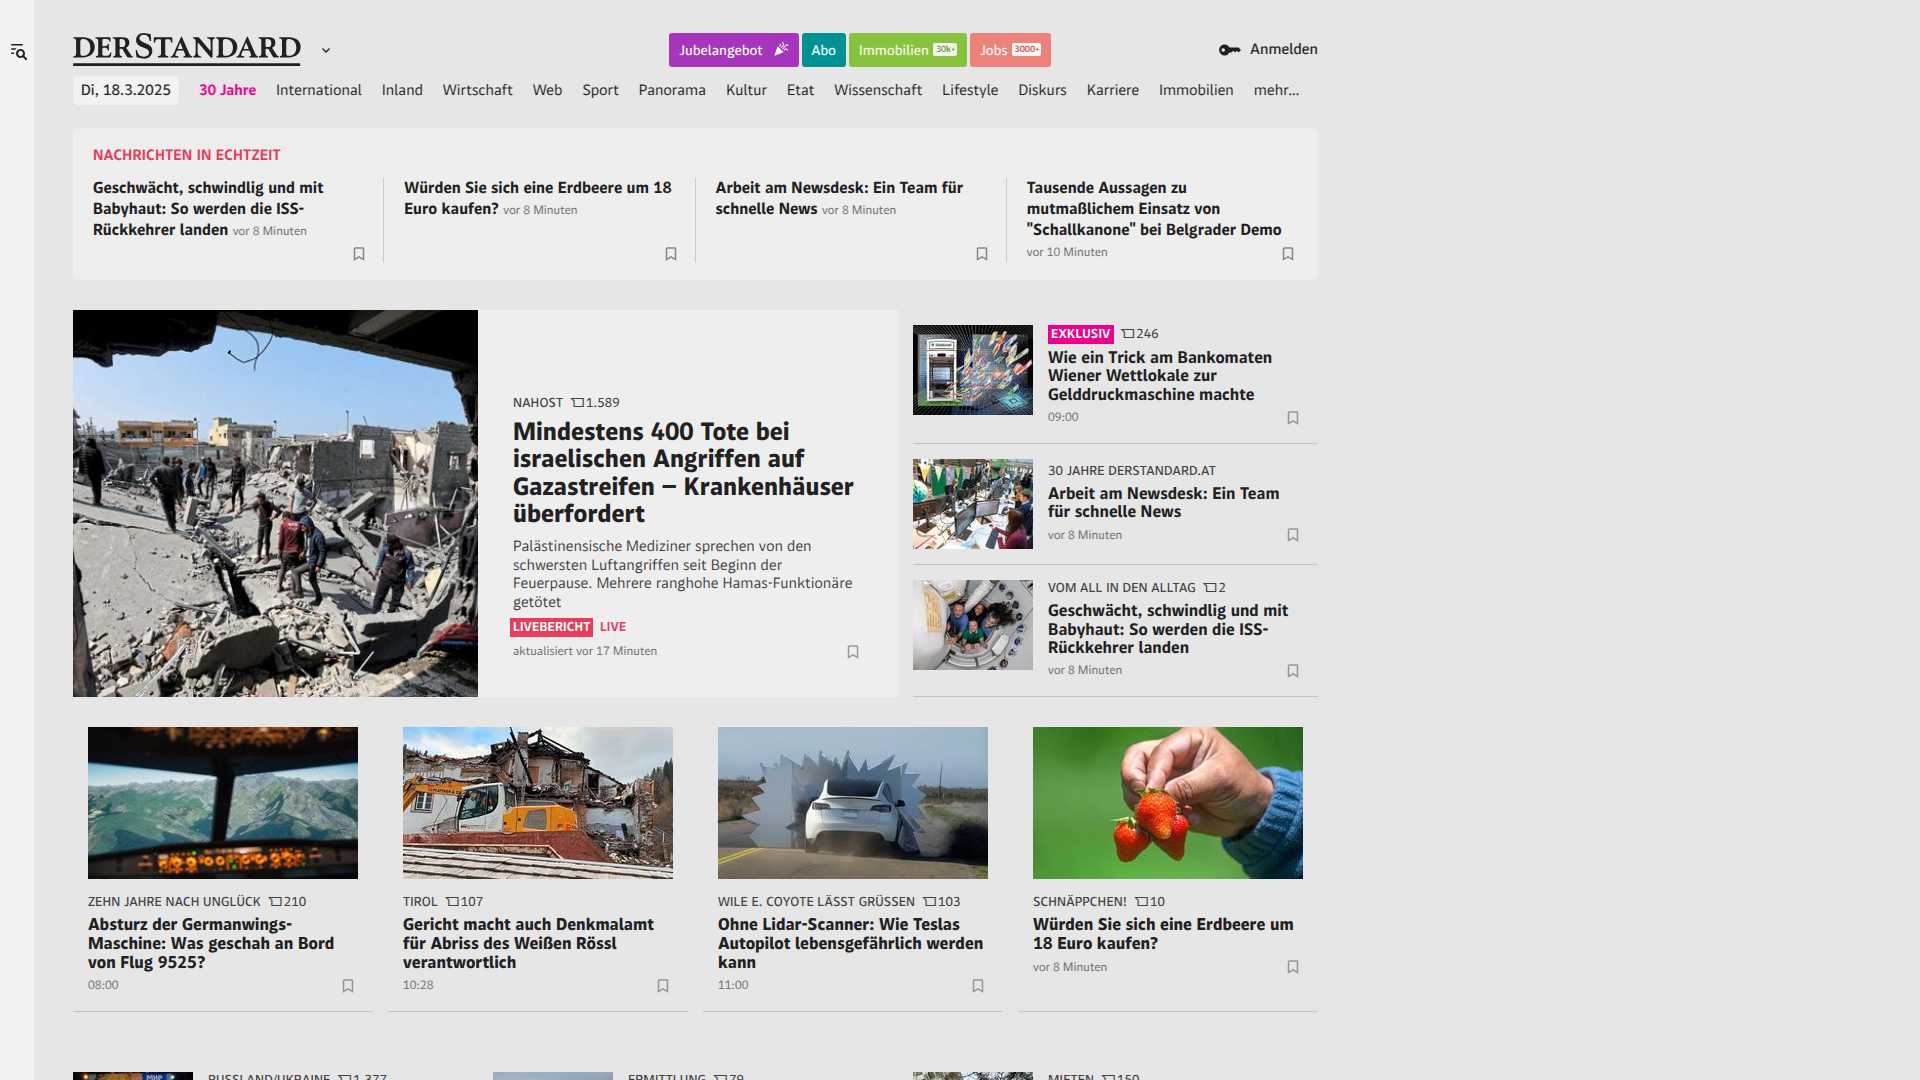 DERSTANDARD
Jubelangebot
Abo
Immobilien 30k+
Jobs 3000+
Anmelden
Di, 18.3.2025
30 Jahre
International
Inland
Wirtschaft
Web
Sport
Panorama
Kultur
Etat
Wissenschaft
Lifestyle
Diskurs
Karriere
Immobilien
mehr...
NACHRICHTEN IN ECHTZEIT
Geschwächt, schwindlig und mit
Babyhaut: So werden die ISS-
Rückkehrer landen vor 8 Minuten
Würden Sie sich eine Erdbeere um 18
Euro kaufen? vor 8 Minuten
Arbeit am Newsdesk: Ein Team für
schnelle News vor 8 Minuten
Tausende Aussagen zu
mutmaßlichem Einsatz von
"Schallkanone" bei Belgrader Demo
vor 10 Minuten
NAHOST 1.589
Mindestens 400 Tote bei
israelischen Angriffen auf
Gazastreifen – Krankenhäuser
überfordert
Palästinensische Mediziner sprechen von den
schwersten Luftangriffen seit Beginn der
Feuerpause. Mehrere ranghohe Hamas-Funktionäre
getötet
LIVEBERICHT LIVE
aktualisiert vor 17 Minuten
EXKLUSIV 246
Wie ein Trick am Bankomaten
Wiener Wettlokale zur
Gelddruckmaschine machte
09:00
30 JAHRE DERSTANDARD.AT
Arbeit am Newsdesk: Ein Team
für schnelle News
vor 8 Minuten
VOM ALL IN DEN ALLTAG 2
Geschwächt, schwindlig und mit
Babyhaut: So werden die ISS-
Rückkehrer landen
vor 8 Minuten
ZEHN JAHRE NACH UNGLÜCK 210
Absturz der Germanwings-
Maschine: Was geschah an Bord
von Flug 9525?
08:00
TIROL 107
Gericht macht auch Denkmalamt
für Abriss des Weißen Rössl
verantwortlich
10:28
WILE E. COYOTE LÄSST GRÜSSEN 103
Ohne Lidar-Scanner: Wie Teslas
Autopilot lebensgefährlich werden
kann
11:00
SCHNÄPPCHEN! 10
Würden Sie sich eine Erdbeere um
18 Euro kaufen?
vor 8 Minuten
RUSSLAND/UKRAINE 1.377
ERMITTLUNG 79
MIETEN 150